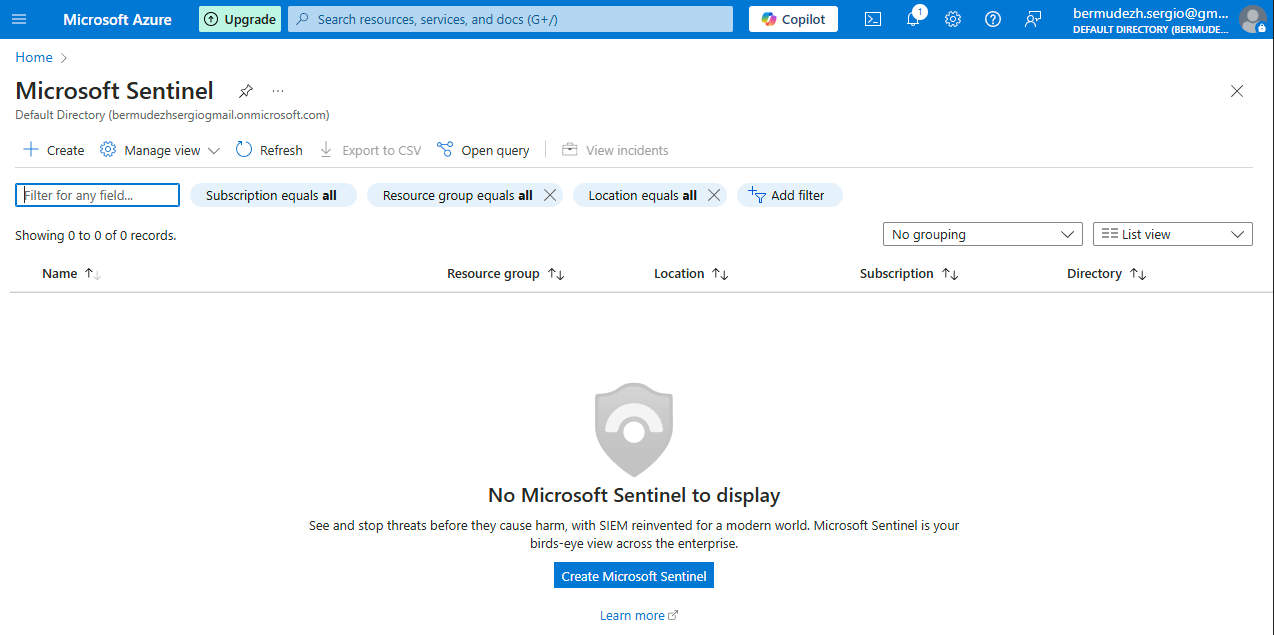 Microsoft Azure
Upgrade
Search resources, services, and docs (G+/)
Copilot
1
bermudezh.sergio@gm...
DEFAULT DIRECTORY (BERMUDE...
Home
Microsoft Sentinel
...
Default Directory (bermudezhsergiogmail.onmicrosoft.com)
Create
Manage view
Refresh
Export to CSV
Open query
View incidents
Filter for any field...
Subscription equals all
Resource group equals all
Location equals all
Add filter
Showing 0 to 0 of 0 records.
No grouping
List view
Name
Resource group
Location
Subscription
Directory
No Microsoft Sentinel to display
See and stop threats before they cause harm, with SIEM reinvented for a modern world. Microsoft Sentinel is your
birds-eye view across the enterprise.
Create Microsoft Sentinel
Learn more